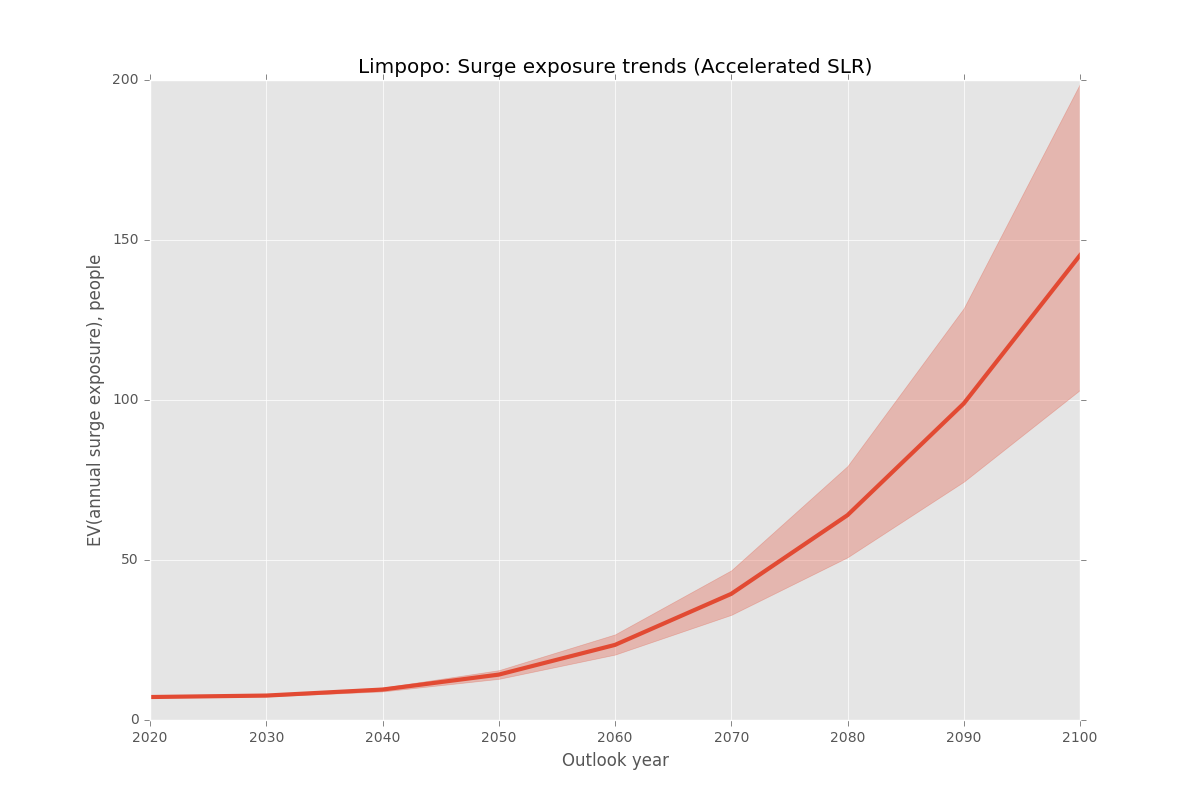 Limpopo: Surge exposure trends (Accelerated SLR)
200
150
100
50
0
EV(annual surge exposure), people
2020 2030 2040 2050 2060 2070 2080 2090 2100
Outlook year